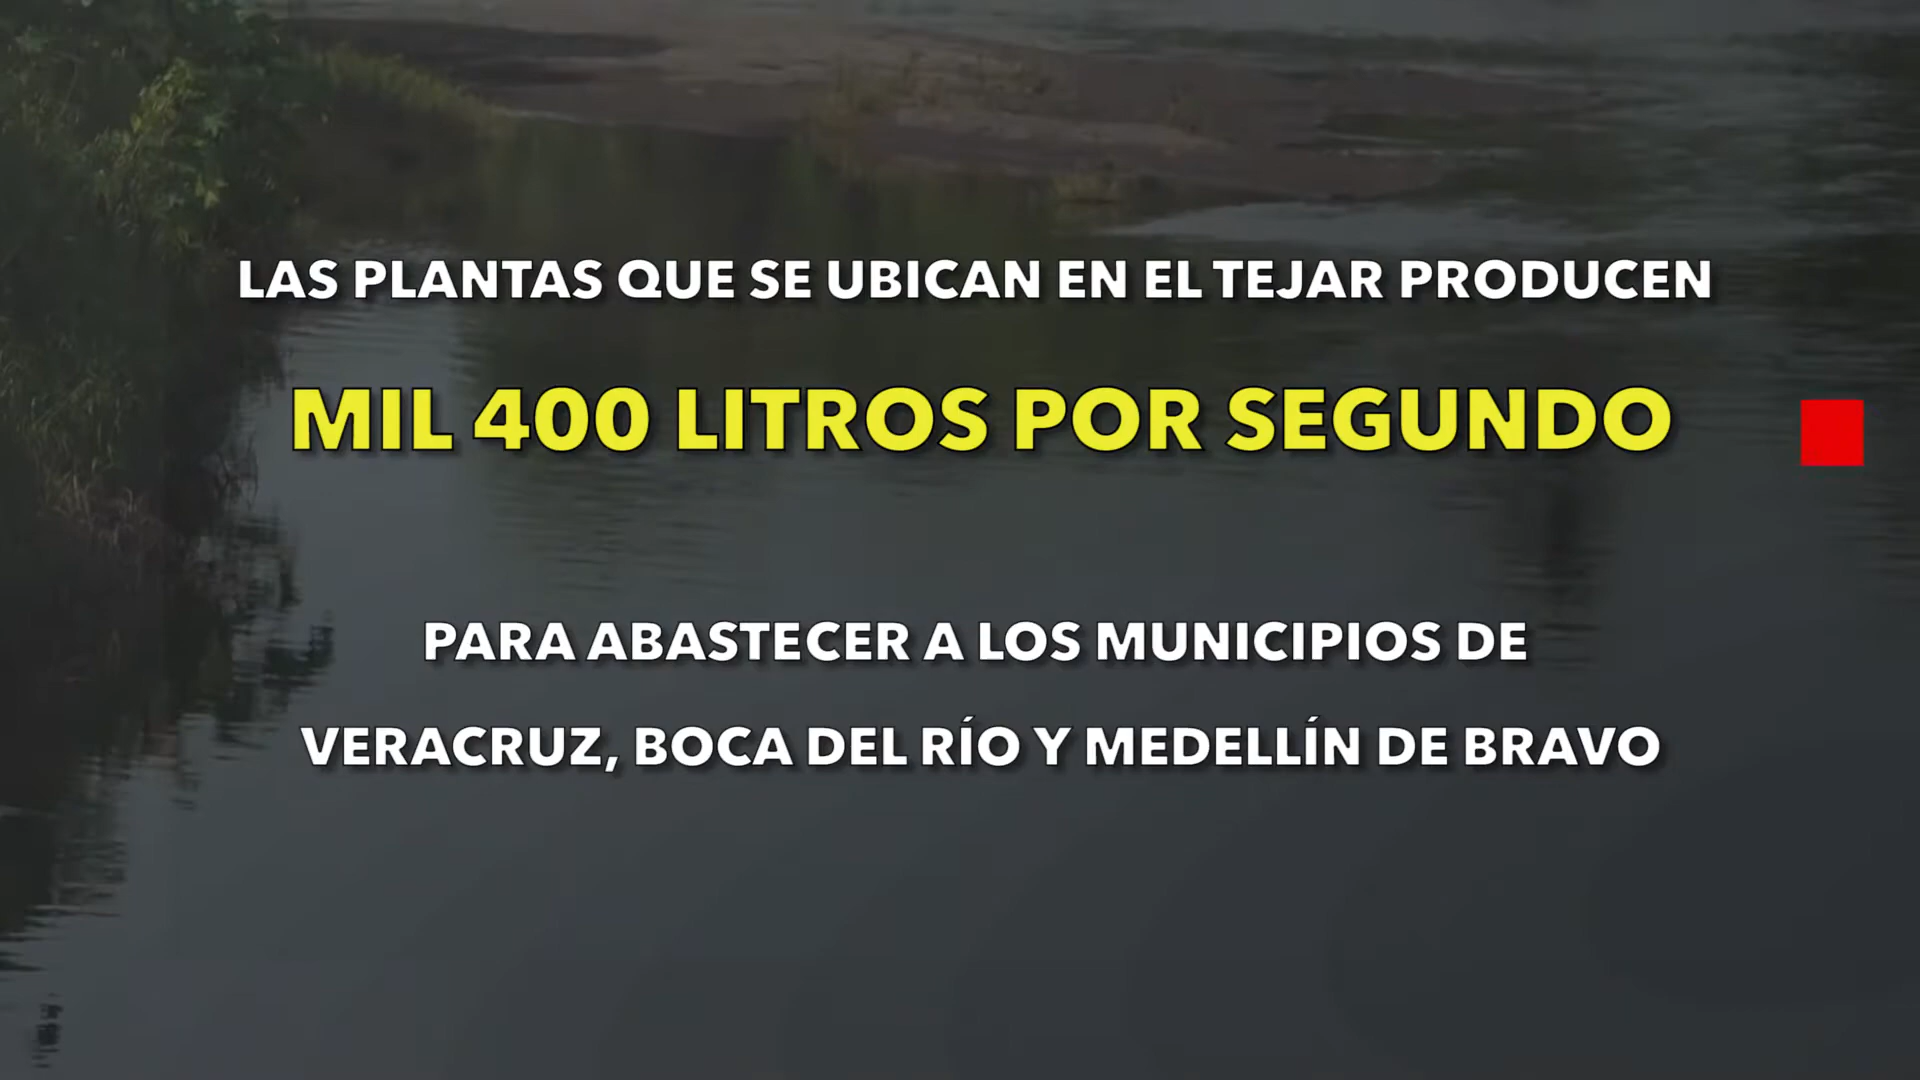 LAS PLANTAS QUE SE UBICAN EN EL TEJAR PRODUCEN
MIL 400 LITROS POR SEGUNDO
PARA ABASTECER A LOS MUNICIPIOS DE
VERACRUZ, BOCA DEL RÍO Y MEDELLÍN DE BRAVO